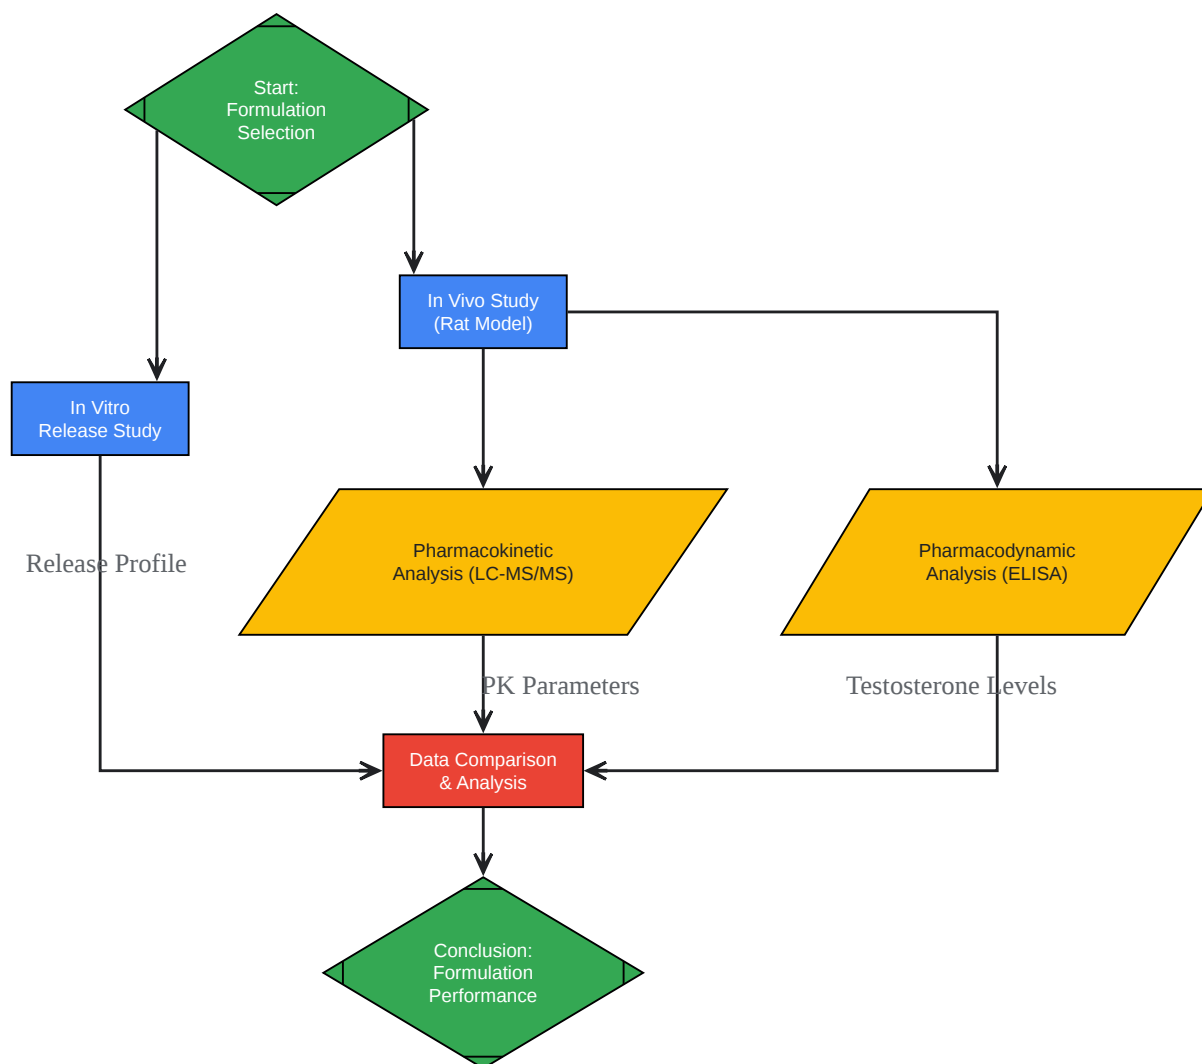 Start:
Formulation
Selection
In Vivo Study
(Rat Model)
In Vitro
Release Study
Release Profile
Pharmacokinetic
Analysis (LC-MS/MS)
Pharmacodynamic
Analysis (ELISA)
PK Parameters
Testosterone Levels
Data Comparison
& Analysis
Conclusion:
Formulation
Performance